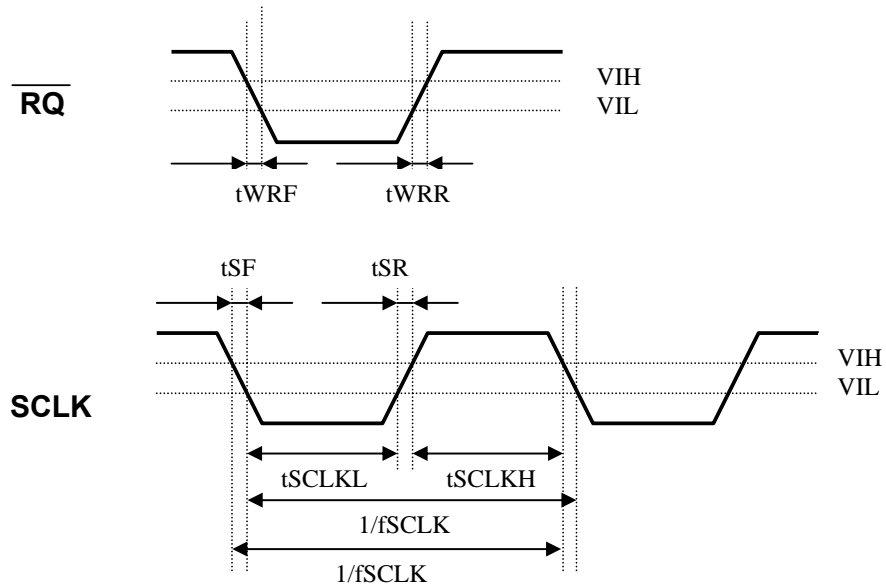 VIH
RQ
VIL
tWRF tWRR
tSF tSR
VIH
VIL
SCLK
tSCLKL tSCLKH
1/fSCLK
1/fSCLK